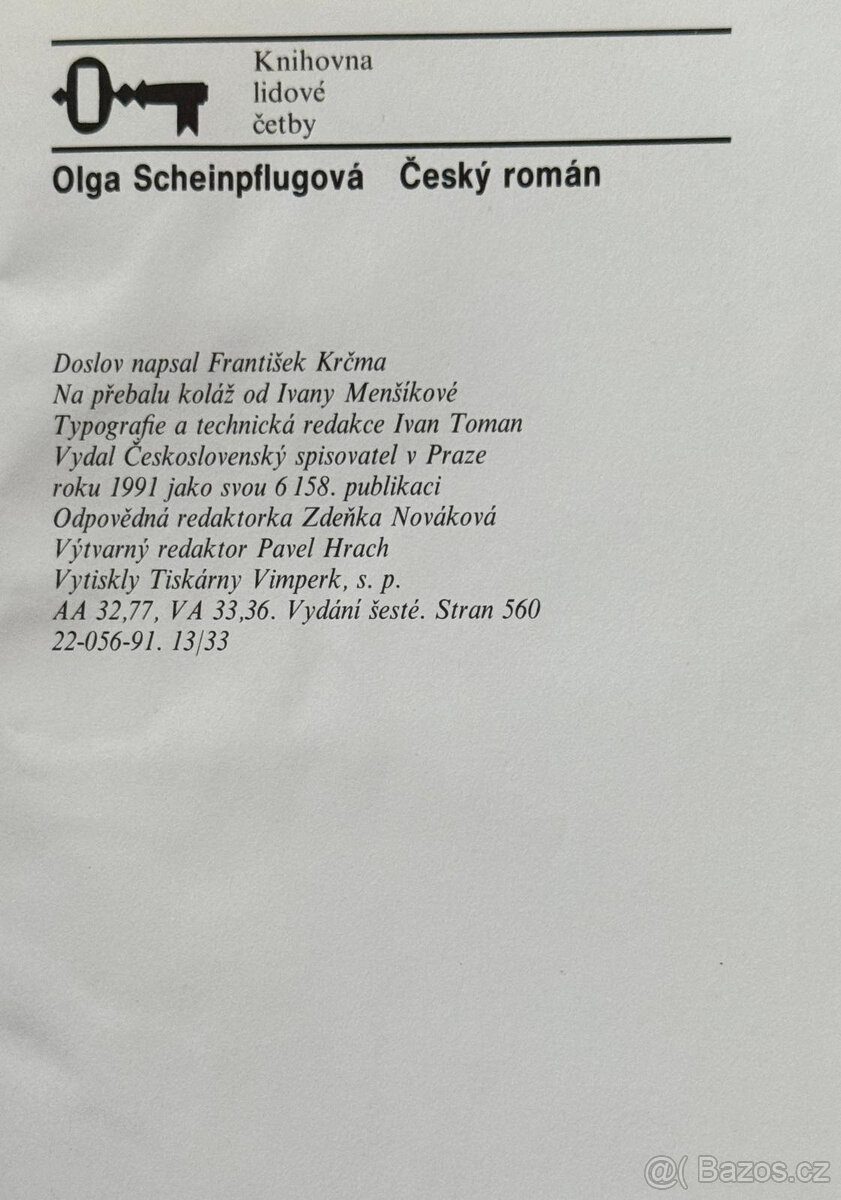 Knihovna
lidové
četby
Olga Scheinpflugová Český román
Doslov napsal František Krčma
Na přebalu koláž od Ivany Menšíkové
Typografie a technická redakce Ivan Toman
Vydal Československý spisovatel v Praze
roku 1991 jako svou 6 158. publikaci
Odpovědná redaktorka Zdeňka Nováková
Výtvarný redaktor Pavel Hrach
Vytiskly Tiskárny Vimperk, s. p.
AA 32,77, VA 33,36. Vydání šesté. Stran 560
22-056-91. 13/33
@( Bazos.cz